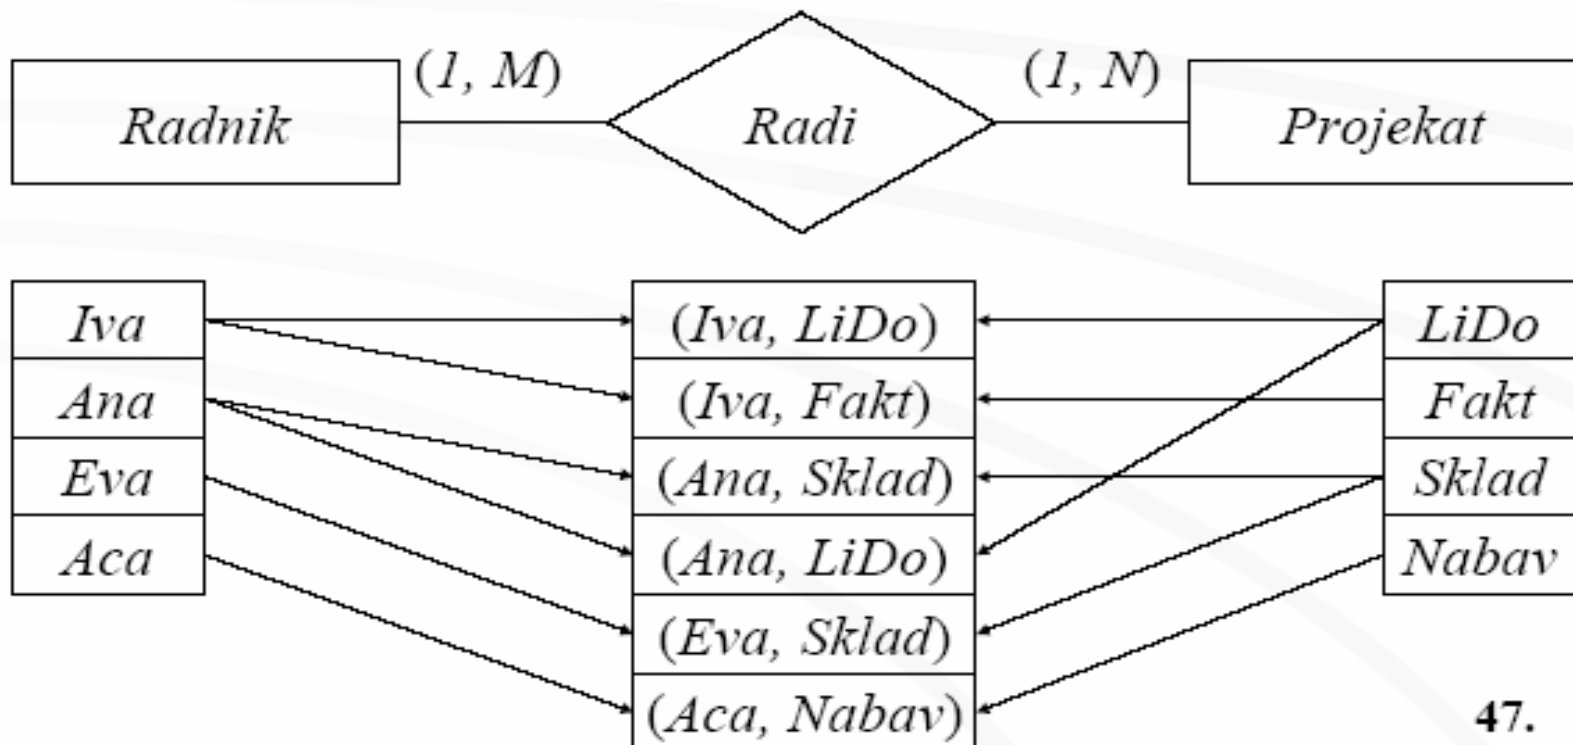 (1, M) (1, N)
Radnik Radi Projekat
Iva (Iva, LiDo) LiDo
Ana (Iva, Fakt) Fakt
Eva (Ana, Sklad) Sklad
Aca (Ana, LiDo) Nabav
(Eva, Sklad)
(Aca, Nabav) 47.